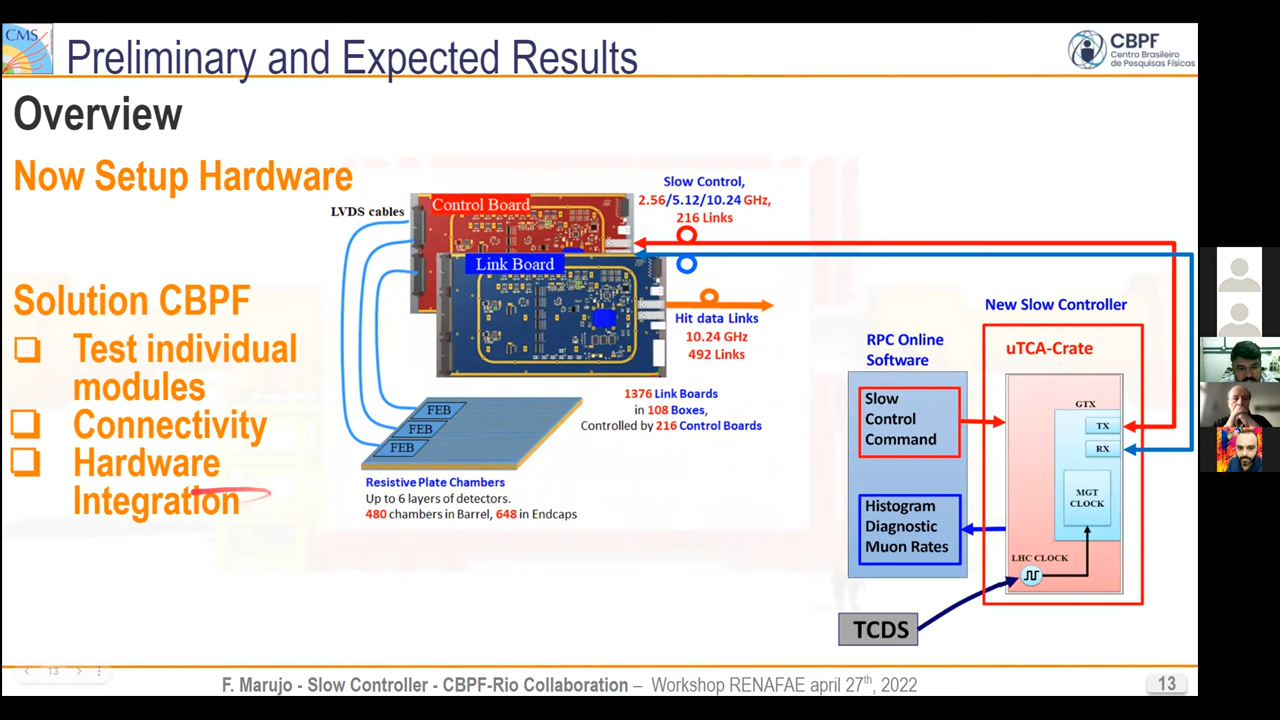 CMS
Preliminary and Expected Results
CBPF
Centro Brasileiro
de Pesquisas Físicas
Overview
Now Setup Hardware
Solution CBPF
❑ Test individual
modules
❑ Connectivity
❑ Hardware
Integration
LVDS cables
Control Board
Link Board
Slow Control,
2.56/5.12/10.24 GHz,
216 Links
Hit data Links
10.24 GHz
492 Links
1376 Link Boards
in 108 Boxes,
Controlled by 216 Control Boards
FEB
FEB
FEB
Resistive Plate Chambers
Up to 6 layers of detectors.
480 chambers in Barrel, 648 in Endcaps
RPC Online
Software
Slow
Control
Command
Histogram
Diagnostic
Muon Rates
New Slow Controller
uTCA-Crate
GTX
TX
RX
MGT
CLOCK
LHC CLOCK
TCDS
13
F. Marujo - Slow Controller - CBPF-Rio Collaboration – Workshop RENAFAE april 27th, 2022
13